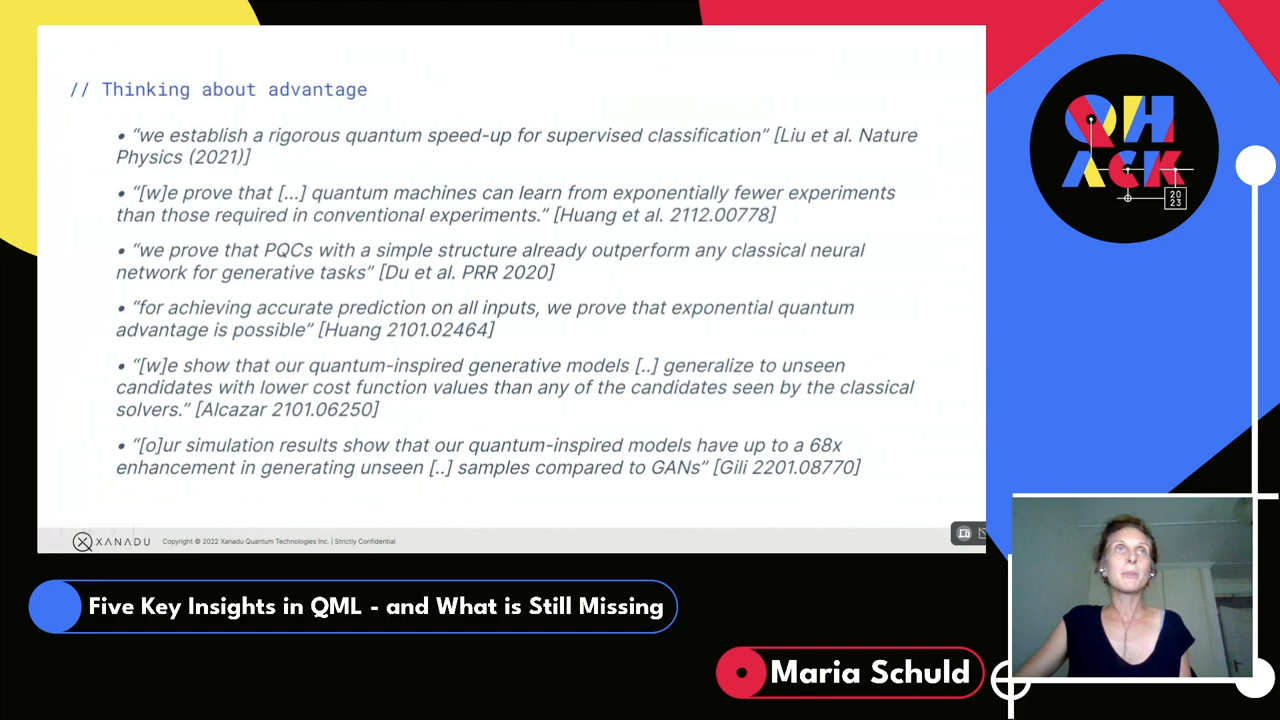 // Thinking about advantage
• “we establish a rigorous quantum speed-up for supervised classification” [Liu et al. Nature
Physics (2021)]
• “[w]e prove that [...] quantum machines can learn from exponentially fewer experiments
than those required in conventional experiments.” [Huang et al. 2112.00778]
• “we prove that PQCs with a simple structure already outperform any classical neural
network for generative tasks” [Du et al. PRR 2020]
• “for achieving accurate prediction on all inputs, we prove that exponential quantum
advantage is possible” [Huang 2101.02464]
• “[w]e show that our quantum-inspired generative models [..] generalize to unseen
candidates with lower cost function values than any of the candidates seen by the classical
solvers.” [Alcazar 2101.06250]
• “[o]ur simulation results show that our quantum-inspired models have up to a 68x
enhancement in generating unseen [..] samples compared to GANs” [Gili 2201.08770]
XANADU
Copyright © 2022 Xanadu Quantum Technologies Inc. | Strictly Confidential
QH
ACK
20
23
Five Key Insights in QML - and What is Still Missing
Maria Schuld